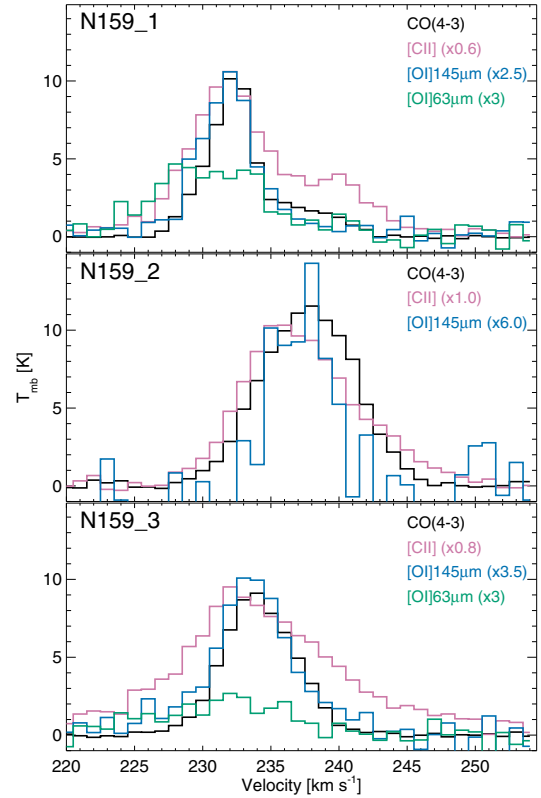 N159_1
CO(4-3)
[CII] (x0.6)
[OI]145μm (x2.5)
[OI]63μm (x3)
10
5
0
N159_2
CO(4-3)
[CII] (x1.0)
[OI]145μm (x6.0)
10
5
0
T_mb [K]
N159_3
CO(4-3)
[CII] (x0.8)
[OI]145μm (x3.5)
[OI]63μm (x3)
10
5
0
220 225 230 235 240 245 250
Velocity [km s⁻¹]